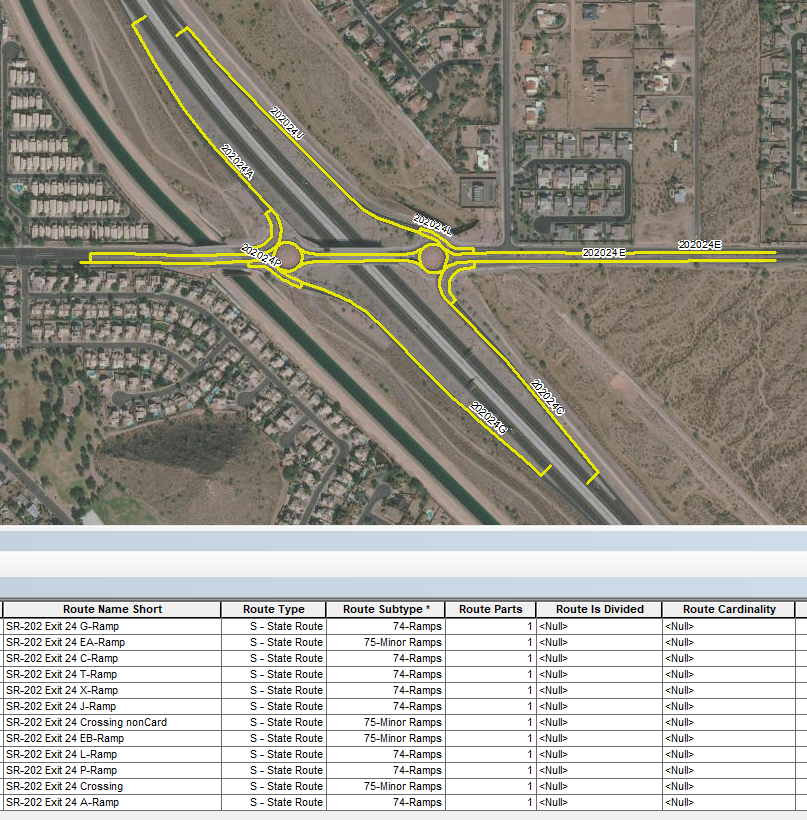 202024J
202024A
202024L
202024E
202024E
202024P
202024C
202024G
Route Name Short Route Type Route Subtype * Route Parts Route Is Divided Route Cardinality
SR-202 Exit 24 G-Ramp S - State Route 74-Ramps 1 <Null> <Null>
SR-202 Exit 24 EA-Ramp S - State Route 75-Minor Ramps 1 <Null> <Null>
SR-202 Exit 24 C-Ramp S - State Route 74-Ramps 1 <Null> <Null>
SR-202 Exit 24 T-Ramp S - State Route 74-Ramps 1 <Null> <Null>
SR-202 Exit 24 X-Ramp S - State Route 74-Ramps 1 <Null> <Null>
SR-202 Exit 24 J-Ramp S - State Route 74-Ramps 1 <Null> <Null>
SR-202 Exit 24 Crossing nonCard S - State Route 75-Minor Ramps 1 <Null> <Null>
SR-202 Exit 24 EB-Ramp S - State Route 75-Minor Ramps 1 <Null> <Null>
SR-202 Exit 24 L-Ramp S - State Route 74-Ramps 1 <Null> <Null>
SR-202 Exit 24 P-Ramp S - State Route 74-Ramps 1 <Null> <Null>
SR-202 Exit 24 Crossing S - State Route 75-Minor Ramps 1 <Null> <Null>
SR-202 Exit 24 A-Ramp S - State Route 74-Ramps 1 <Null> <Null>